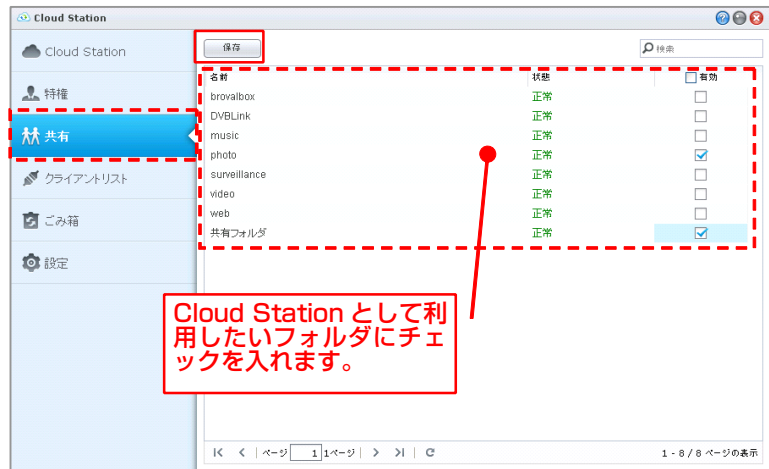 Cloud Station
Cloud Station
特権
共有
クライアントリスト
ごみ箱
設定
保存
検索
名前 状態 有効
brovalbox 正常
DVBLink 正常
music 正常
photo 正常
surveillance 正常
video 正常
web 正常
共有フォルダ 正常
Cloud Station として利
用したいフォルダにチェ
ックを入れます。
ページ 1 1ページ
1 - 8 / 8 ページの表示